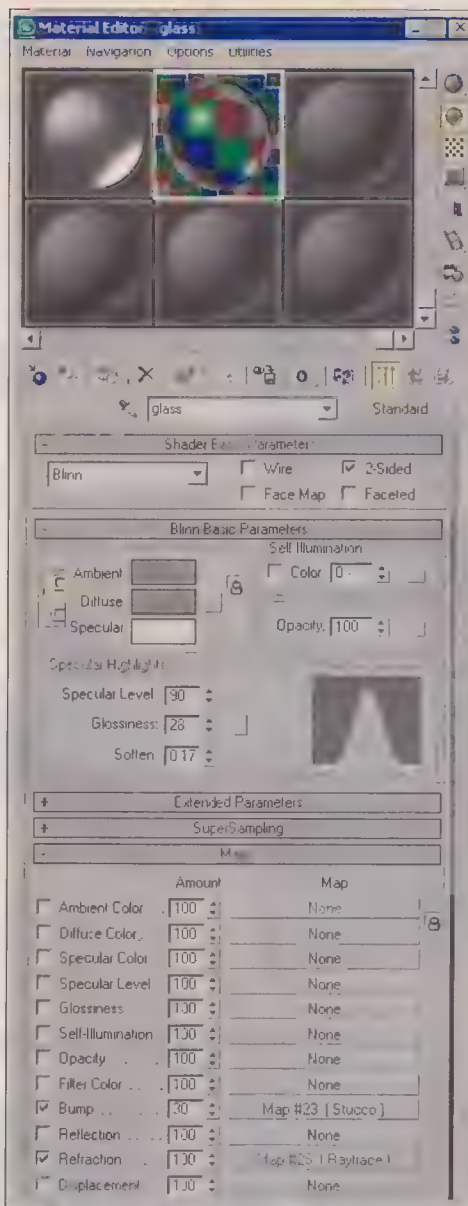 Material Editor - glass
Material Navigation Options Utilities
glass Standard
Shader Basic Parameters
Blinn Wire 2-Sided
Face Map Faceted
Blinn Basic Parameters
Self-Illumination
Ambient Color 0
Diffuse
Specular Opacity: 100
Specular Highlights
Specular Level 90
Glossiness: 28
Soften 0.17
+ Extended Parameters
+ SuperSampling
- Maps
Amount Map
Ambient Color . 100 None
Diffuse Color . 100 None
Specular Color 100 None
Specular Level 100 None
Glossiness 100 None
Self-Illumination 100 None
Opacity . . 100 None
Filter Color . . . 100 None
Bump . . . . . 30 Map #23 ( Stucco )
Reflection . . . . 100 None
Refraction . 100 Map #25 ( Raytrace )
Displacement 100 None